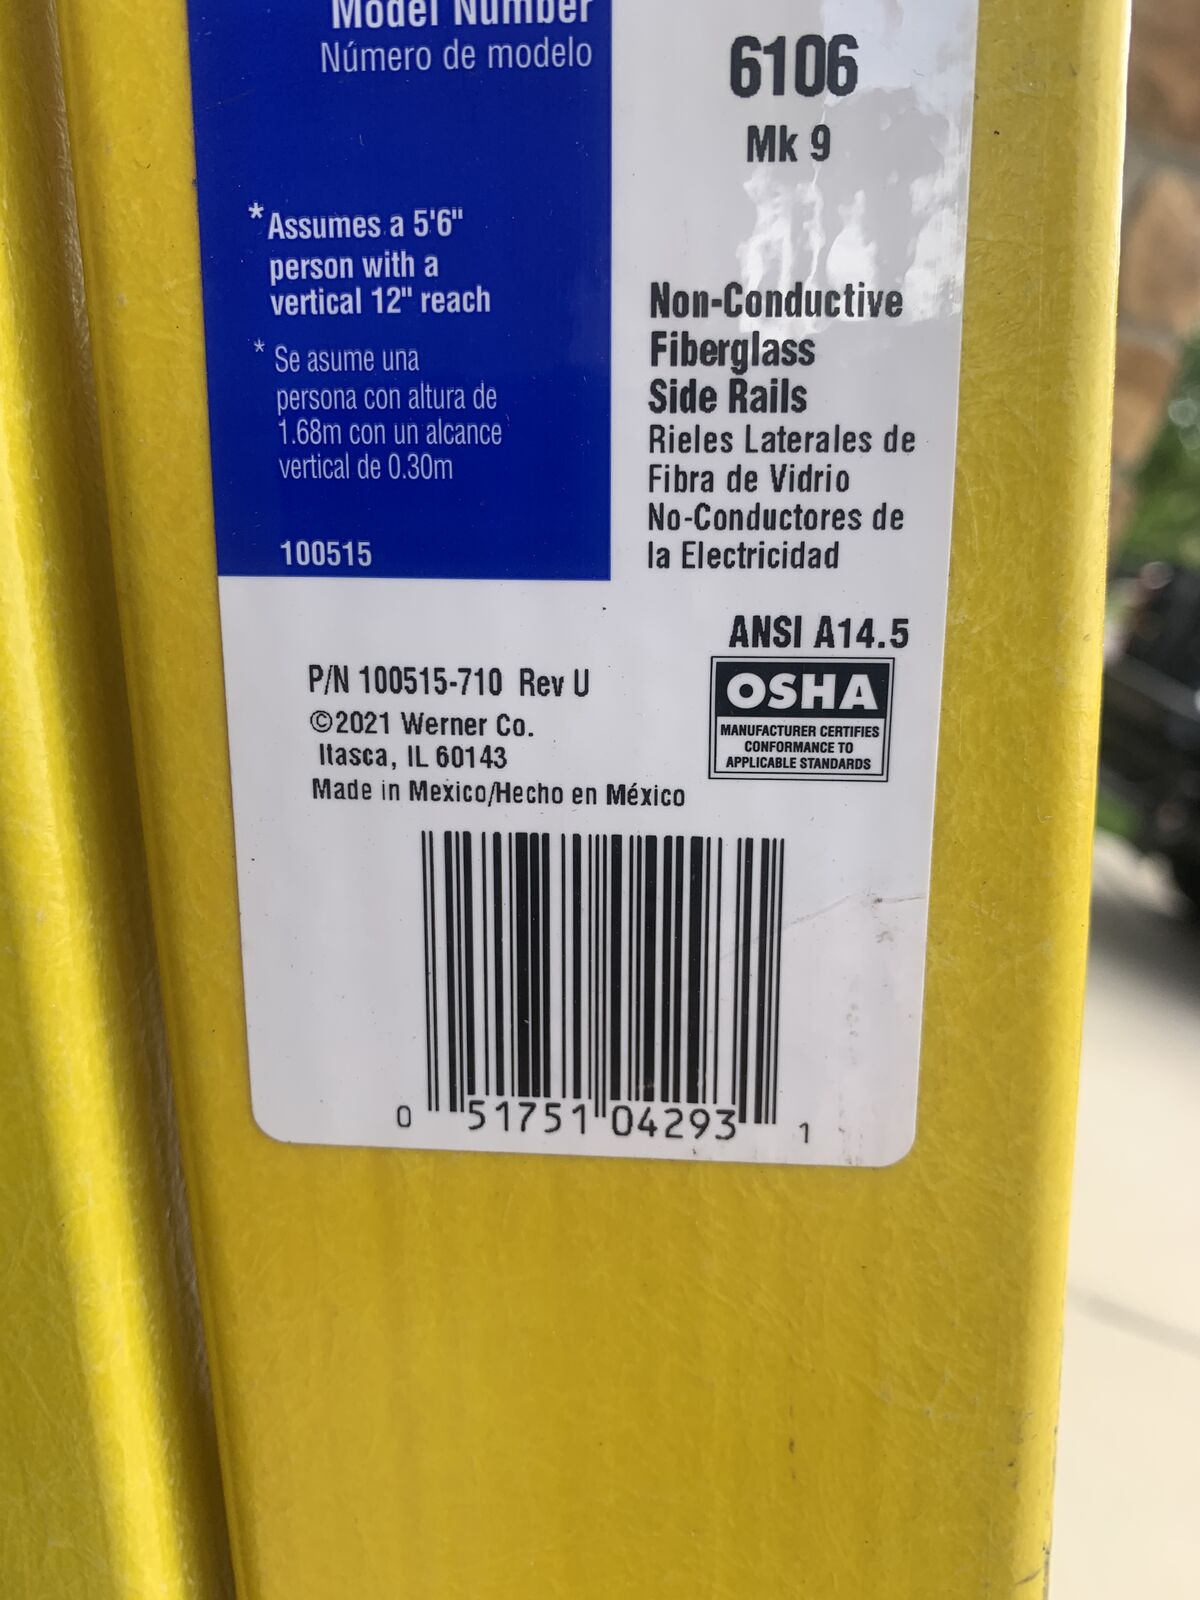 Model Number
Número de modelo
6106
Mk 9
*Assumes a 5'6"
person with a
vertical 12" reach
* Se asume una
persona con altura de
1.68m con un alcance
vertical de 0.30m
100515
Non-Conductive
Fiberglass
Side Rails
Rieles Laterales de
Fibra de Vidrio
No-Conductores de
la Electricidad
ANSI A14.5
OSHA
MANUFACTURER CERTIFIES
CONFORMANCE TO
APPLICABLE STANDARDS
P/N 100515-710 Rev U
©2021 Werner Co.
Itasca, IL 60143
Made in Mexico/Hecho en México
0 51751 04293 1